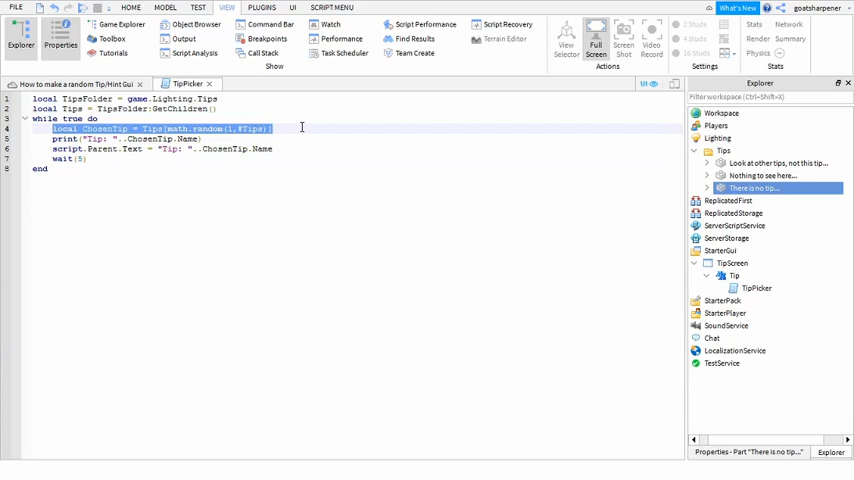 FILE HOME MODEL TEST VIEW PLUGINS UI SCRIPT MENU What's New goatsharpener
Explorer Properties Game Explorer Object Browser Command Bar Watch Script Performance Script Recovery
Toolbox Output Breakpoints Performance Find Results Terrain Editor
Tutorials Script Analysis Call Stack Task Scheduler Team Create
View Selector Full Screen Screen Shot Video Record
2 Studs Stats Network
4 Studs Summary Cached
16 Studs Physics
Show Actions Settings Stats
How to make a random Tip/Hint Gui TipPicker Explorer
Filter workspace (Ctrl+Shift+X)
1 local TipsFolder = game.Lighting.Tips
2 local Tips = TipsFolder:GetChildren()
3 while true do
4 local ChosenTip = Tips[math.random(1,#Tips)]
5 print("Tip: "..ChosenTip.Name)
6 script.Parent.Text = "Tip: "..ChosenTip.Name
7 wait(5)
8 end
Workspace
Players
Lighting
Tips
Look at other tips, not this tip...
Nothing to see here...
There is no tip...
ReplicatedFirst
ReplicatedStorage
ServerScriptService
ServerStorage
StarterGui
TipScreen
Tip
TipPicker
StarterPack
StarterPlayer
SoundService
Chat
LocalizationService
TestService
Properties - Part "There is no tip..." Explorer